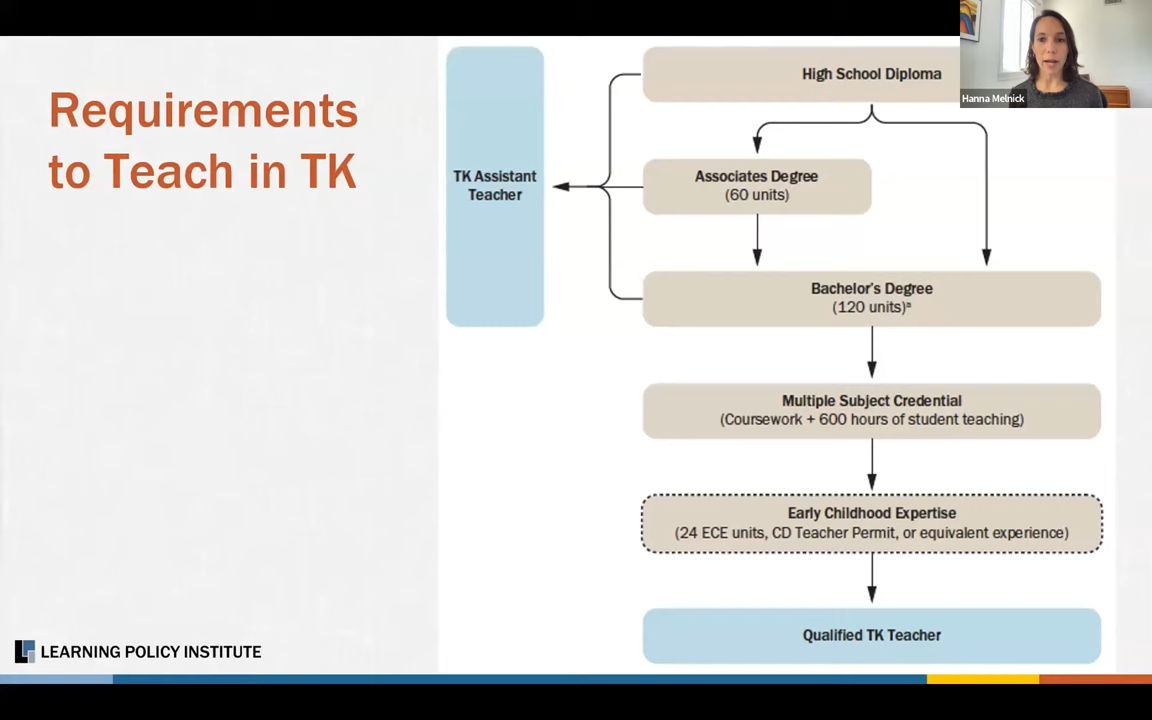 Requirements
to Teach in TK
High School Diploma
Hanna Melnick
TK Assistant
Teacher
Associates Degree
(60 units)
Bachelor's Degree
(120 units)ª
Multiple Subject Credential
(Coursework + 600 hours of student teaching)
Early Childhood Expertise
(24 ECE units, CD Teacher Permit, or equivalent experience)
Qualified TK Teacher
LEARNING POLICY INSTITUTE